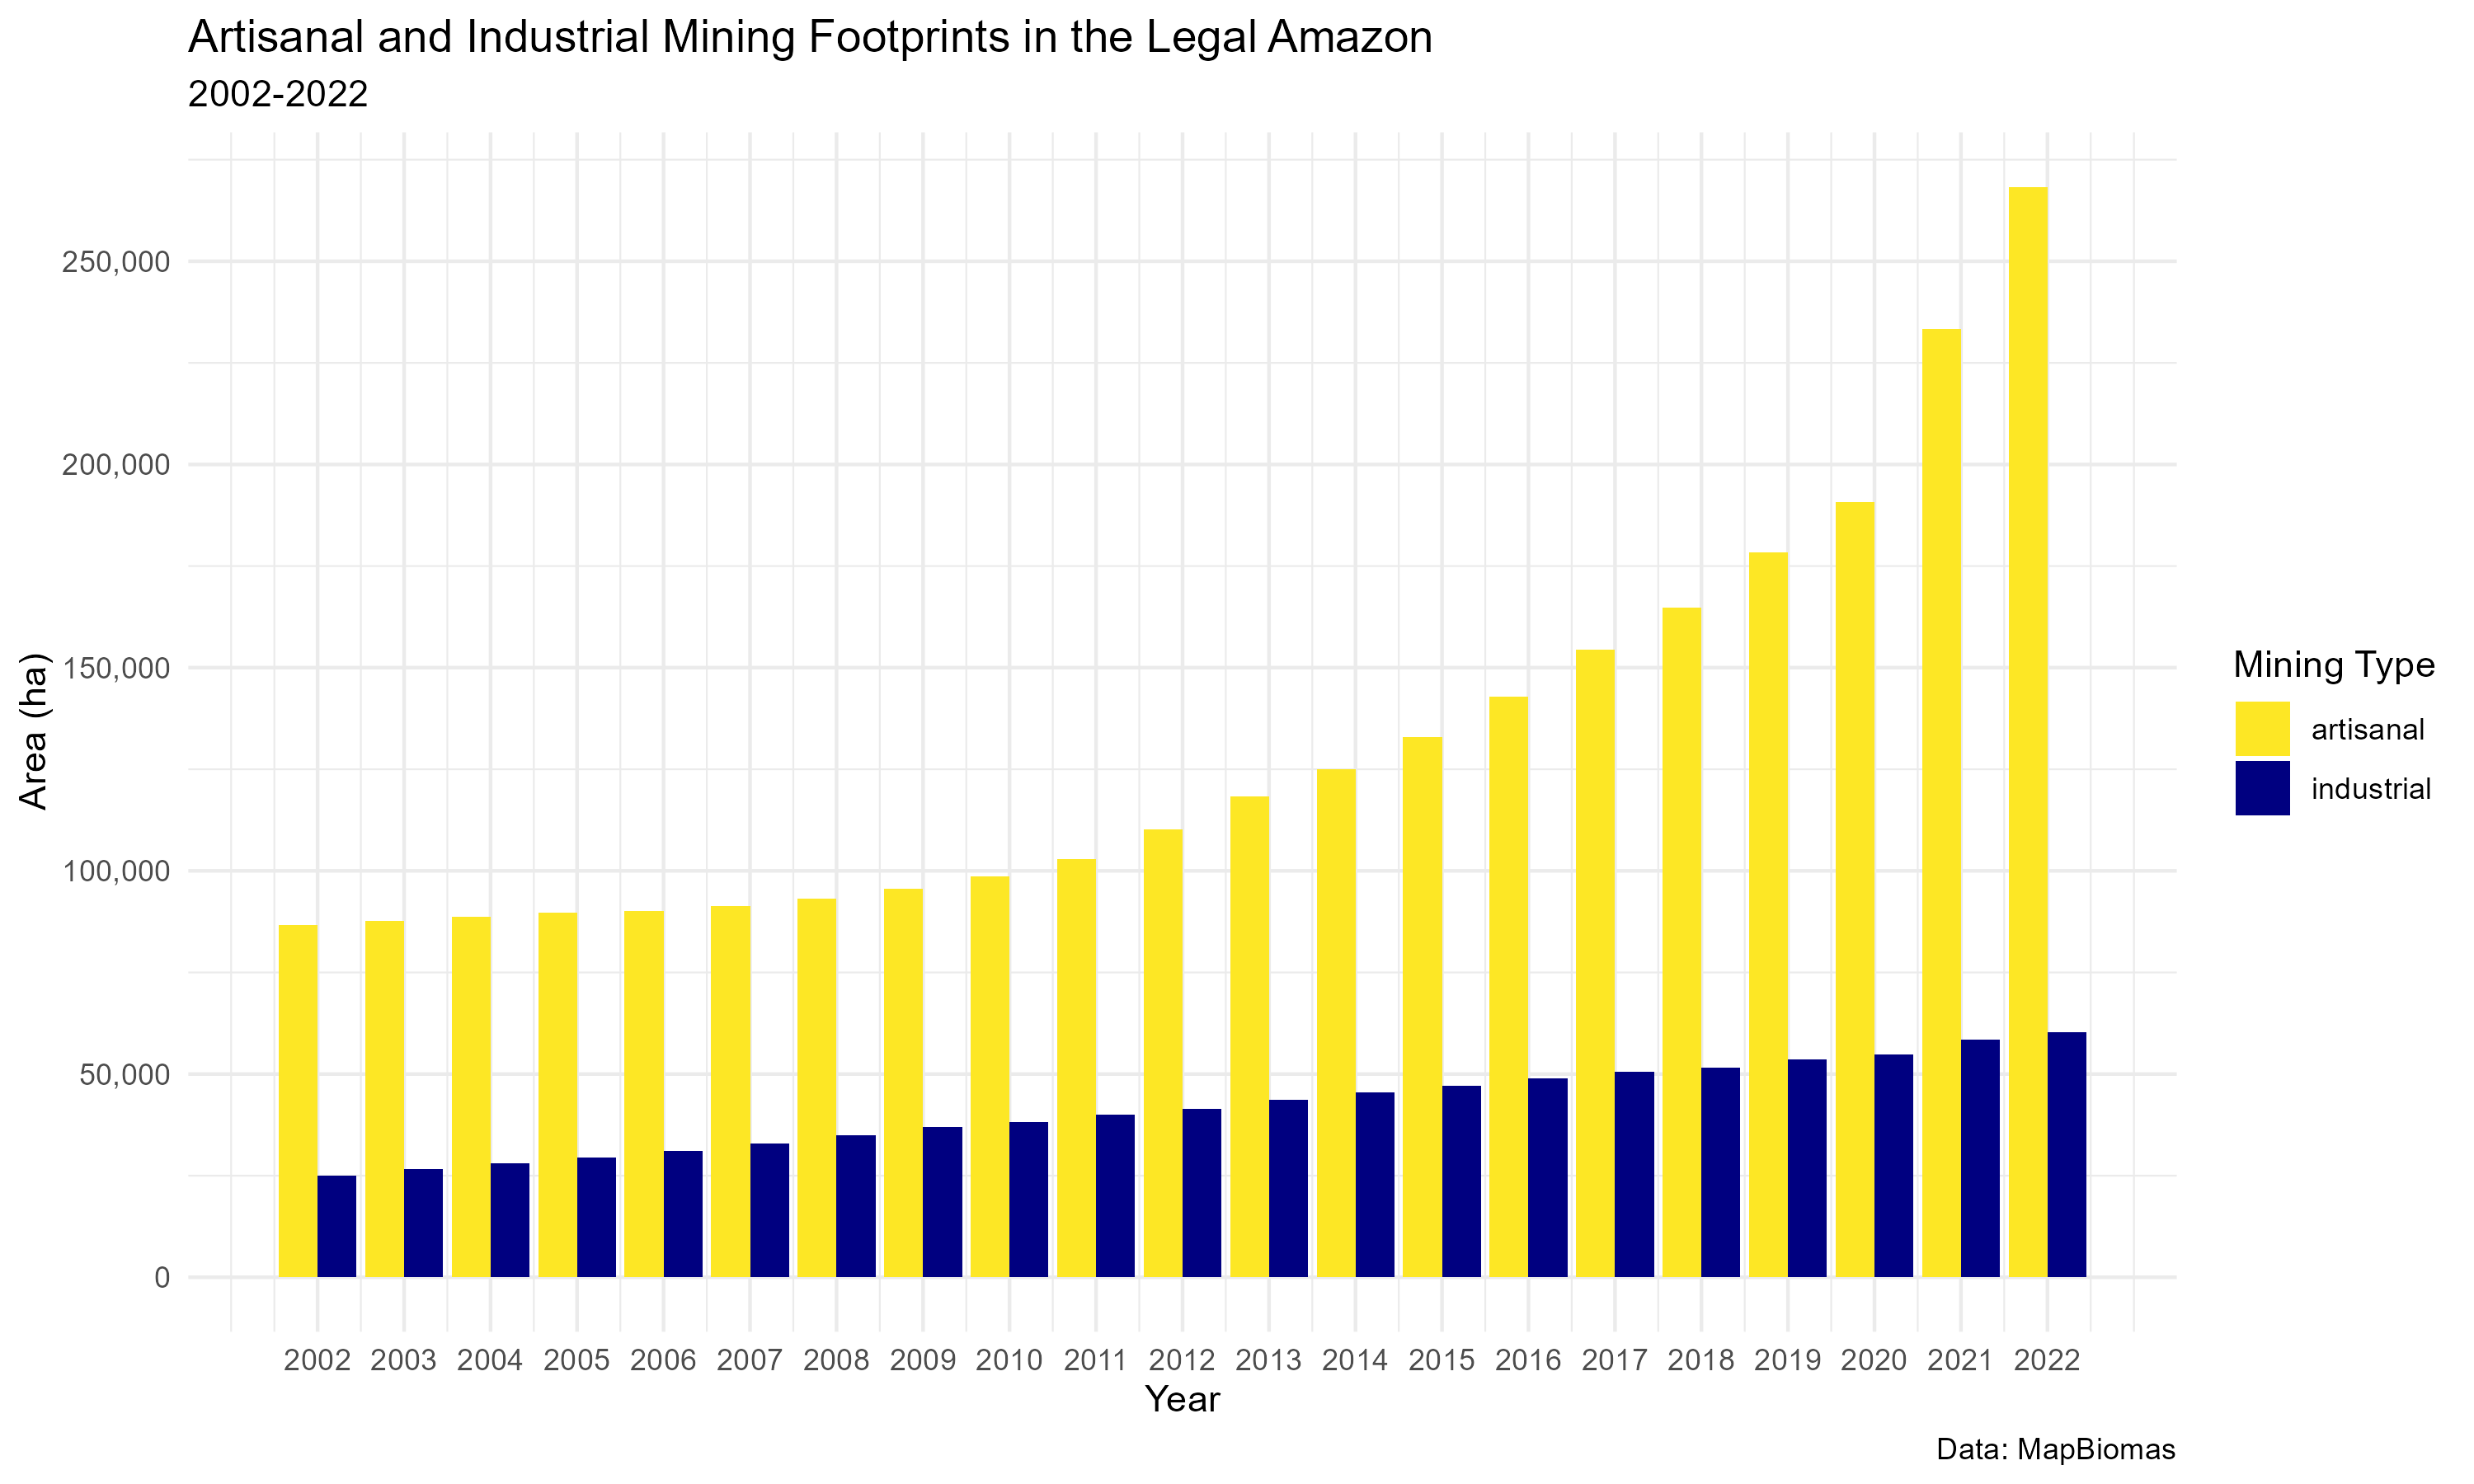 Artisanal and Industrial Mining Footprints in the Legal Amazon
2002-2022
250,000
200,000
150,000
100,000
50,000
0
Area (ha)
2002 2003 2004 2005 2006 2007 2008 2009 2010 2011 2012 2013 2014 2015 2016 2017 2018 2019 2020 2021 2022
Year
Mining Type
artisanal
industrial
Data: MapBiomas